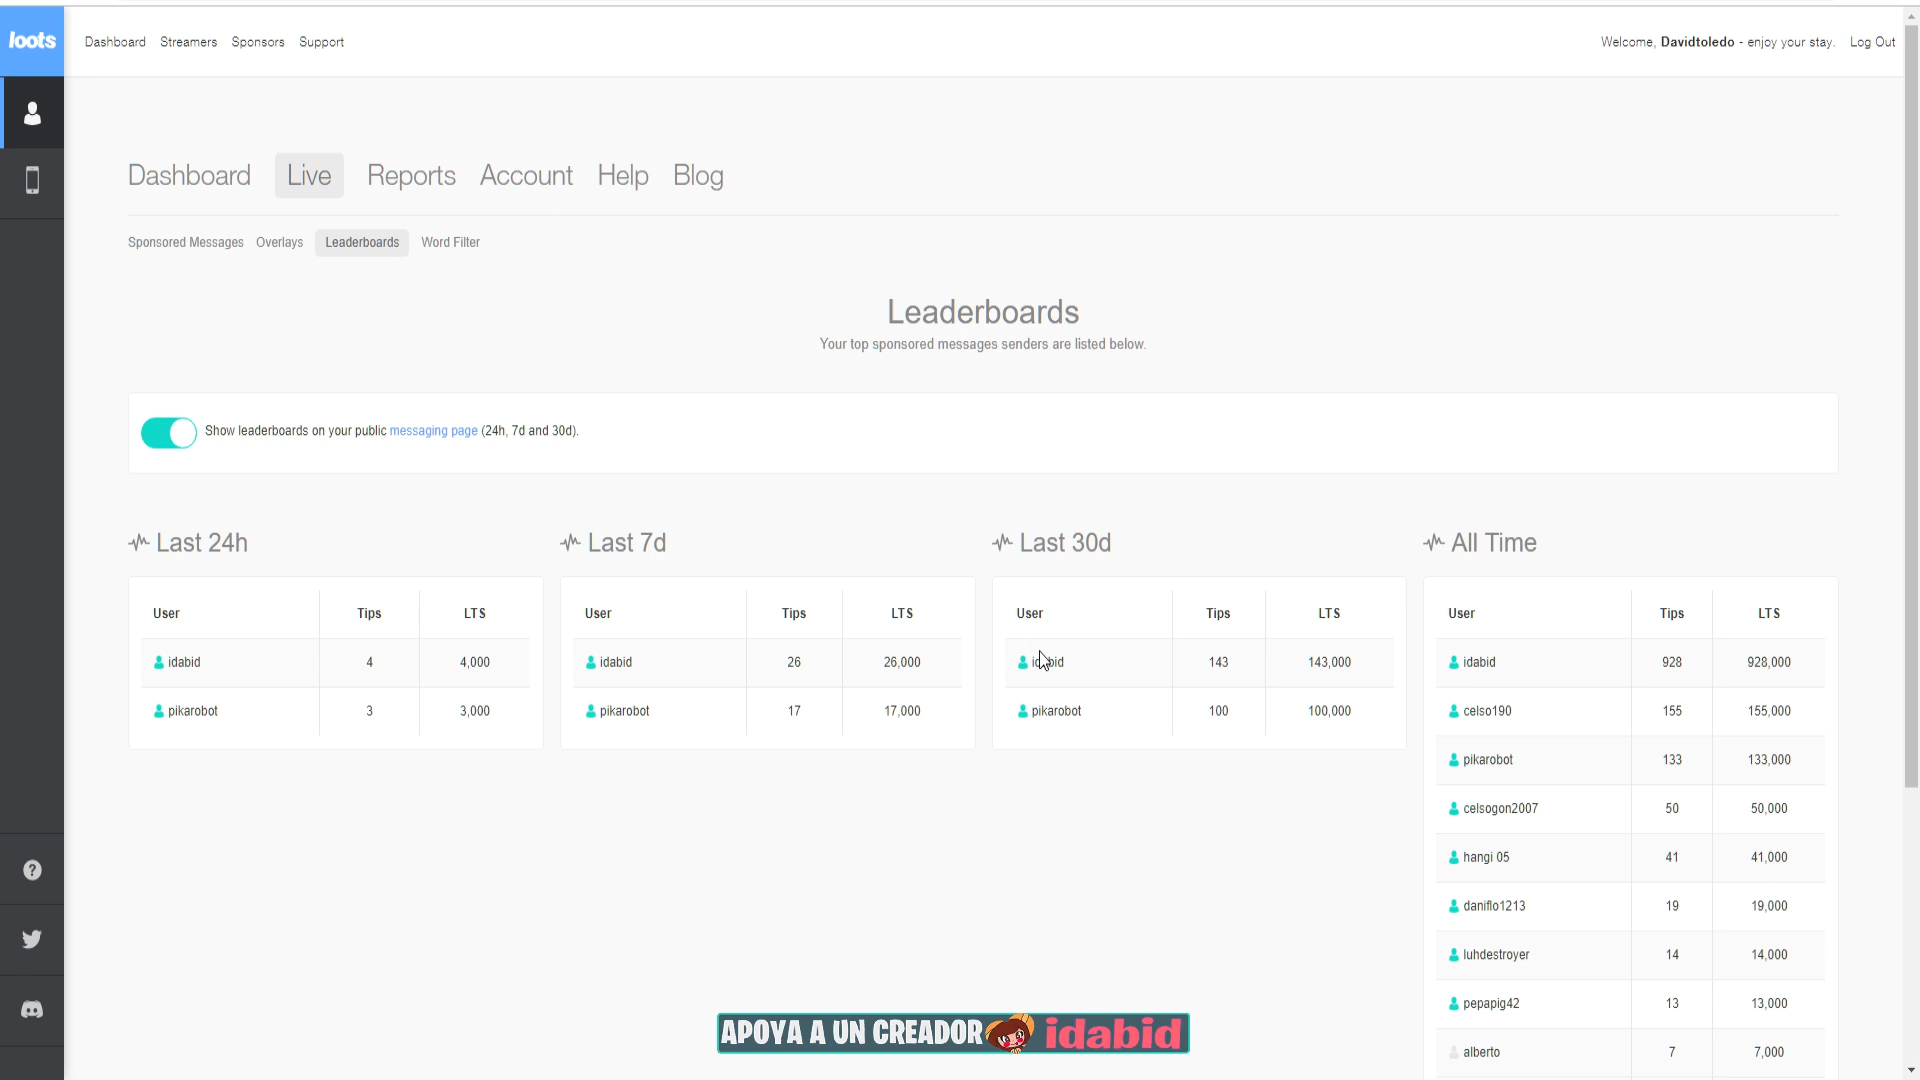 loots
Dashboard Streamers Sponsors Support
Welcome, Davidtoledo - enjoy your stay. Log Out
Dashboard Live Reports Account Help Blog
Sponsored Messages Overlays Leaderboards Word Filter
Leaderboards
Your top sponsored messages senders are listed below.
Show leaderboards on your public messaging page (24h, 7d and 30d).
Last 24h
User Tips LTS
idabid 4 4,000
pikarobot 3 3,000
Last 7d
User Tips LTS
idabid 26 26,000
pikarobot 17 17,000
Last 30d
User Tips LTS
idabid 143 143,000
pikarobot 100 100,000
All Time
User Tips LTS
idabid 928 928,000
celso190 155 155,000
pikarobot 133 133,000
celsogon2007 50 50,000
hangi 05 41 41,000
daniflo1213 19 19,000
luhdestroyer 14 14,000
pepapig42 13 13,000
alberto 7 7,000
APOYA A UN CREADOR idabid